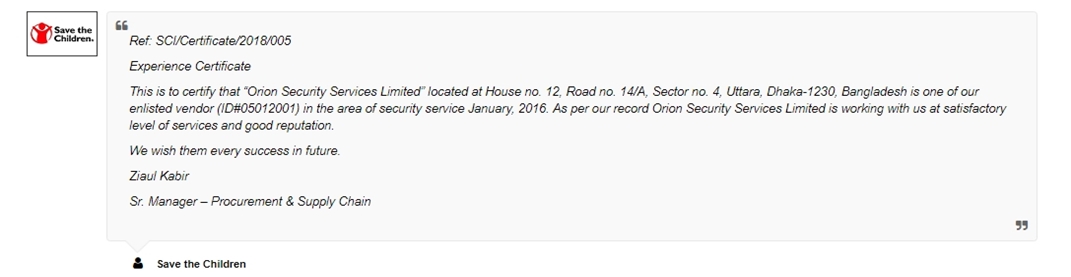 Save the
Children.
Ref: SCI/Certificate/2018/005
Experience Certificate
This is to certify that “Orion Security Services Limited” located at House no. 12, Road no. 14/A, Sector no. 4, Uttara, Dhaka-1230, Bangladesh is one of our
enlisted vendor (ID#05012001) in the area of security service January, 2016. As per our record Orion Security Services Limited is working with us at satisfactory
level of services and good reputation.
We wish them every success in future.
Ziaul Kabir
Sr. Manager – Procurement & Supply Chain
Save the Children